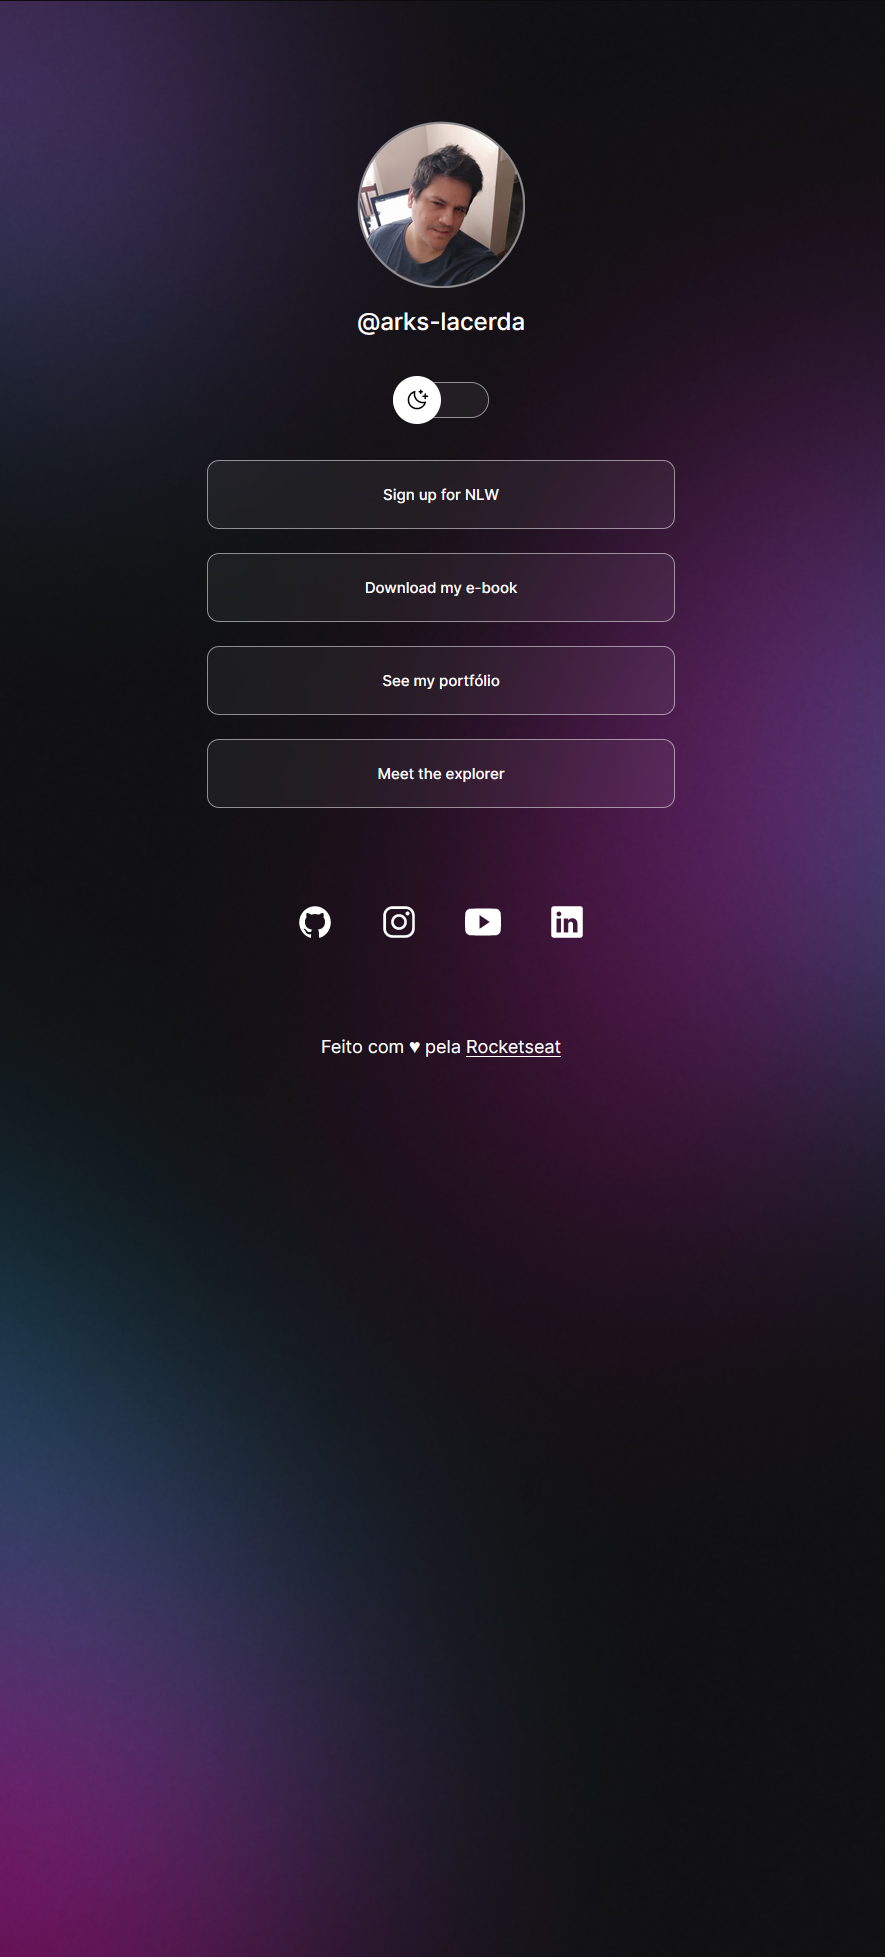 @arks-lacerda
Sign up for NLW
Download my e-book
See my portfólio
Meet the explorer
in
Feito com ♥ pela Rocketseat